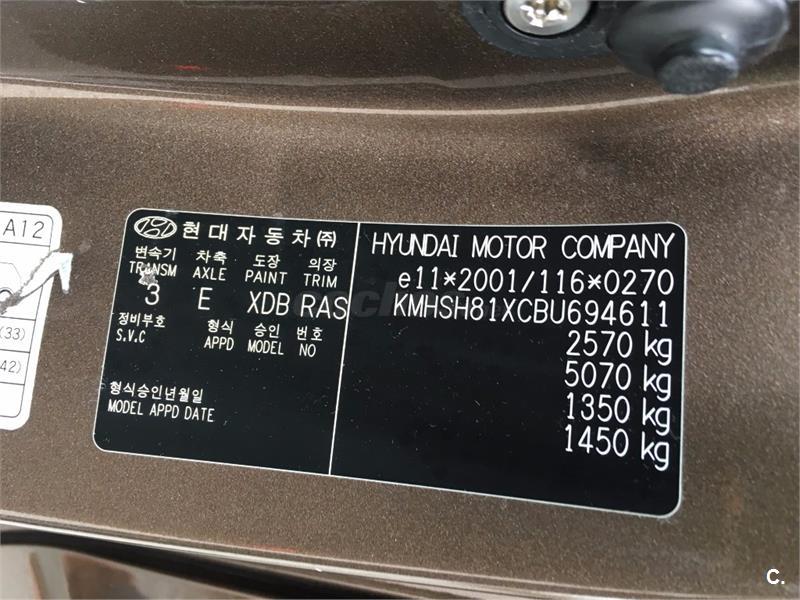 A12
(33)
(42)
현대자동차㈜
변속기 차축 도장 의장
TRANSM AXLE PAINT TRIM
3 E XDB RAS
정비부호 형식 승인 번호
S.V.C APPD MODEL NO
형식승인년월일
MODEL APPD DATE
HYUNDAI MOTOR COMPANY
e11*2001/116*0270
KMHSH81XCBU694611
2570 kg
5070 kg
1350 kg
1450 kg
C.